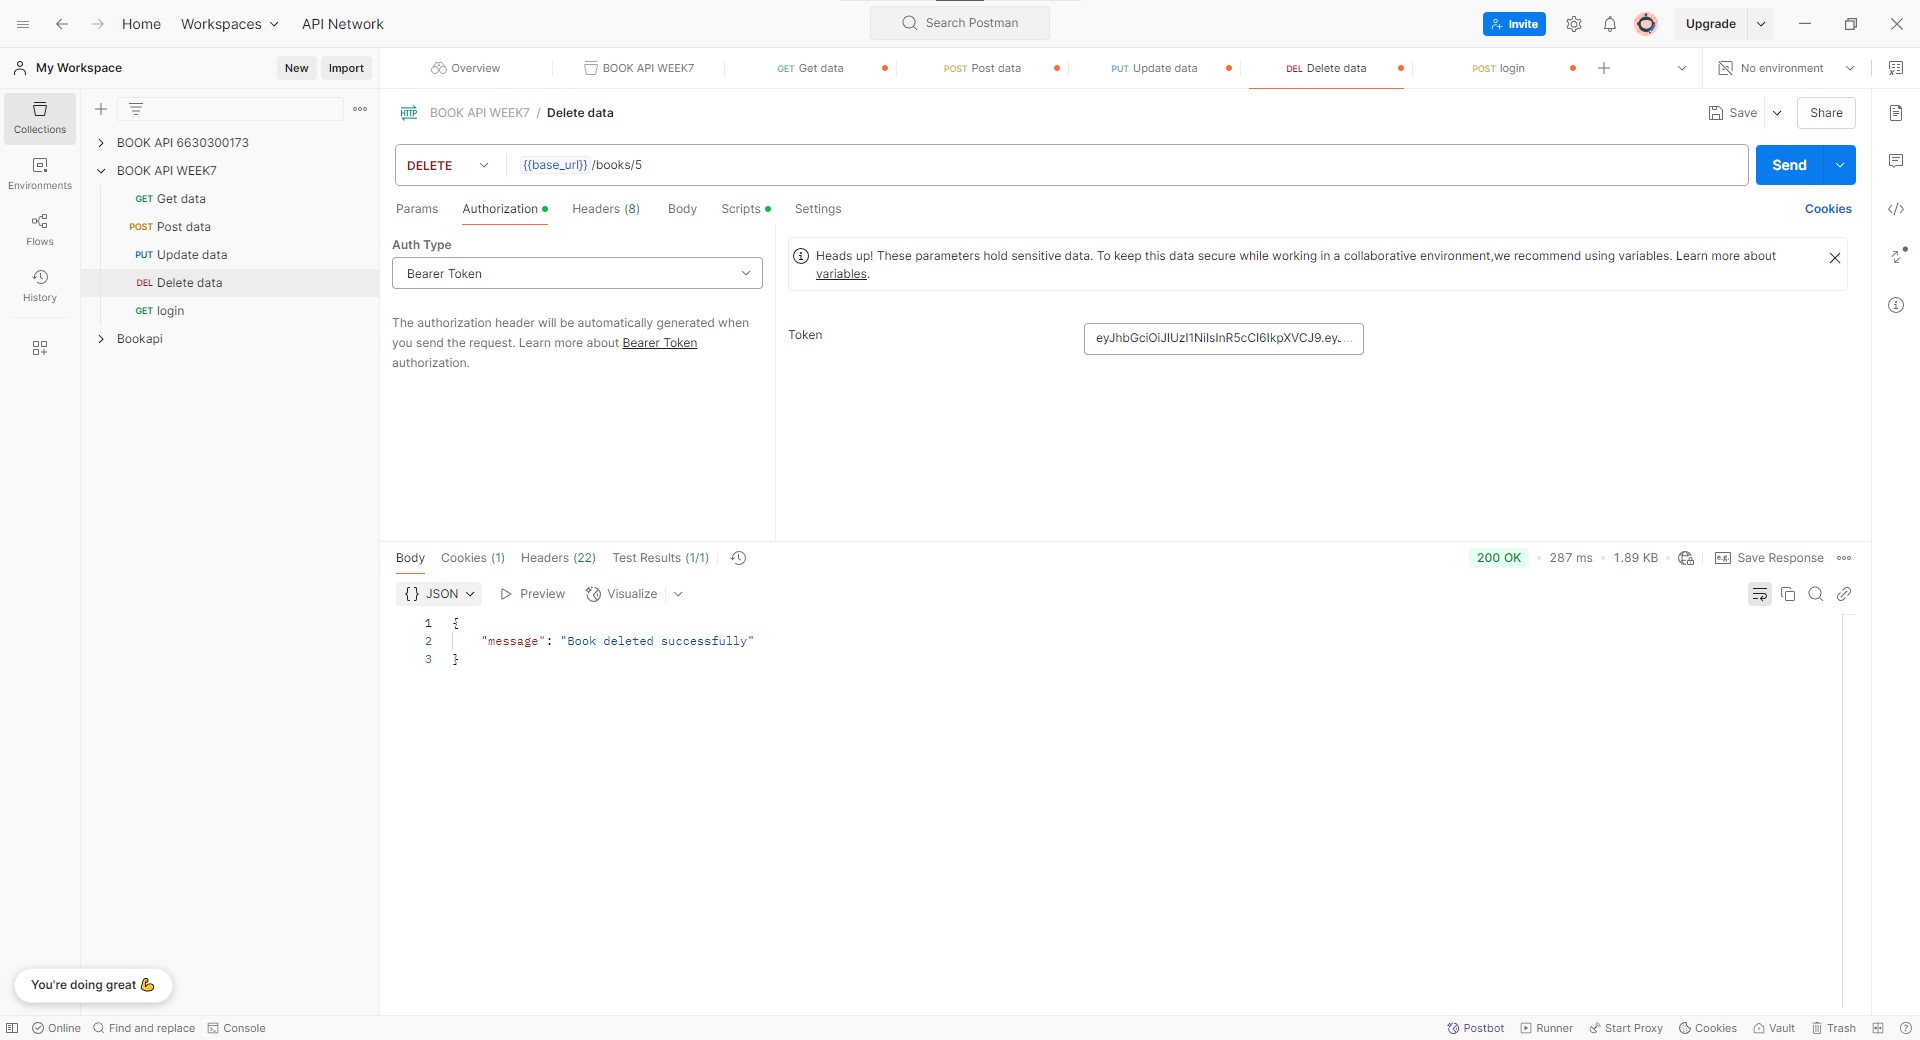 Home Workspaces API Network
Search Postman
Invite
Upgrade
My Workspace
New Import
Overview
BOOK API WEEK7
GET Get data
POST Post data
PUT Update data
DEL Delete data
POST login
No environment
Collections
Environments
Flows
History
BOOK API 6630300173
BOOK API WEEK7
GET Get data
POST Post data
PUT Update data
DEL Delete data
GET login
Bookapi
HTTP BOOK API WEEK7 / Delete data
Save
Share
DELETE
{{base_url}} /books/5
Send
Params Authorization Headers (8) Body Scripts Settings
Cookies
Auth Type
Bearer Token
The authorization header will be automatically generated when
you send the request. Learn more about Bearer Token
authorization.
Heads up! These parameters hold sensitive data. To keep this data secure while working in a collaborative environment,we recommend using variables. Learn more about
variables.
Token
eyJhbGciOiJIUzI1NiIsInR5cCI6IkpXVCJ9.eyJ...
Body Cookies (1) Headers (22) Test Results (1/1)
200 OK • 287 ms • 1.89 KB •
e.g. Save Response
{} JSON
Preview
Visualize
1 {
2 "message": "Book deleted successfully"
3 }
You're doing great 💪
Online Find and replace Console
Postbot Runner Start Proxy Cookies Vault Trash